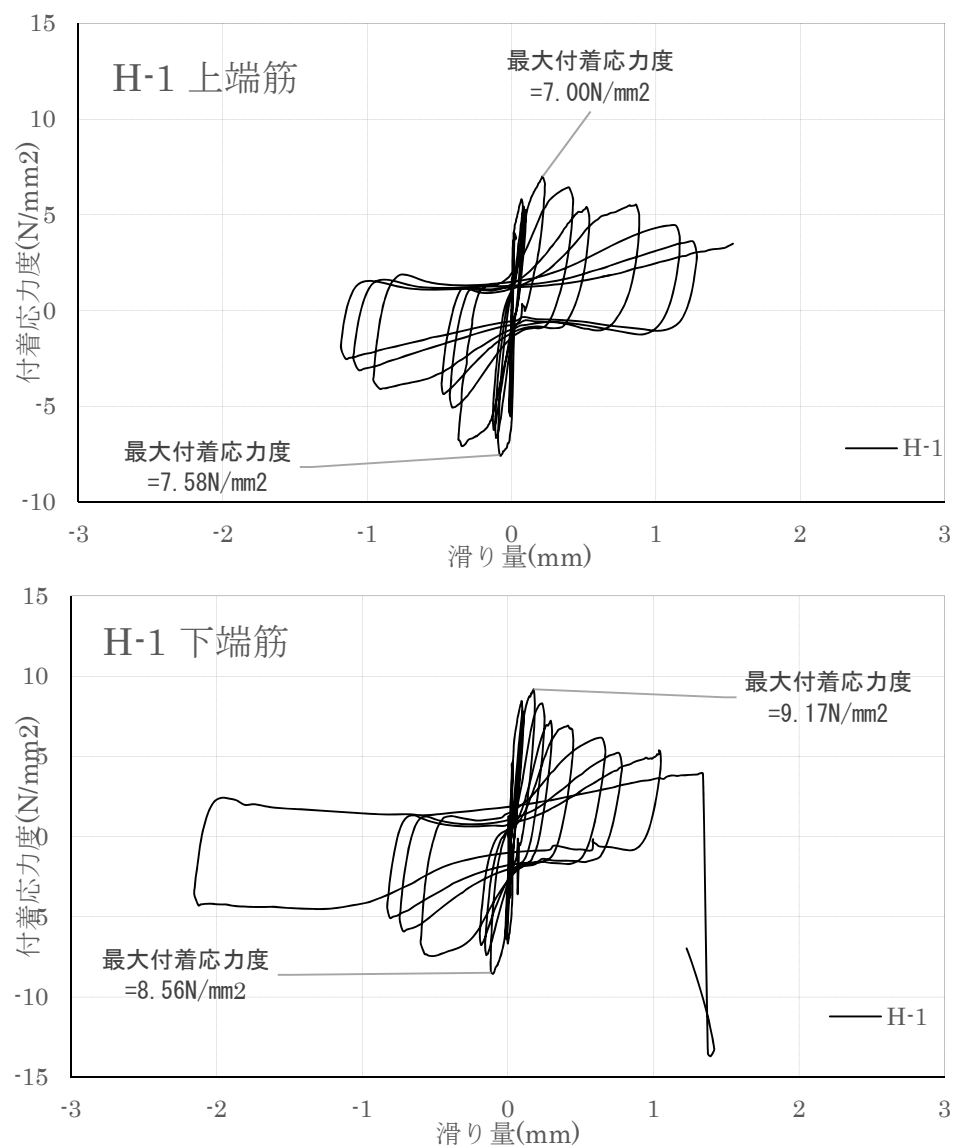 15
10
5
0
-5
-10
付着応力度(N/mm2)
H-1 上端筋
最大付着応力度
=7.00N/mm2
最大付着応力度
=7.58N/mm2
H-1
-3
-2
-1
0
1
2
3
滑り量(mm)
15
10
5
0
-5
-10
-15
付着応力度(N/mm2)
H-1 下端筋
最大付着応力度
=9.17N/mm2
最大付着応力度
=8.56N/mm2
H-1
-3
-2
-1
0
1
2
3
滑り量(mm)